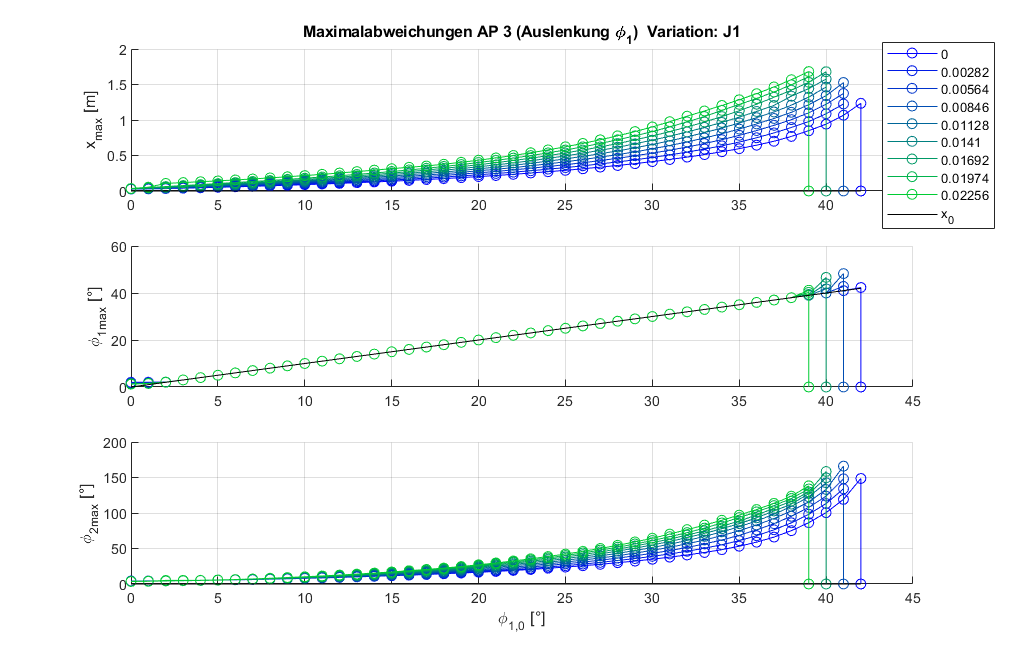 Maximalabweichungen AP 3 (Auslenkung ϕ1) Variation: J1
xmax [m]
2
1.5
1
0.5
0
0 5 10 15 20 25 30 35 40
0
0.00282
0.00564
0.00846
0.01128
0.0141
0.01692
0.01974
0.02256
x0
ϕ1max [°]
60
40
20
0
0 5 10 15 20 25 30 35 40 45
ϕ2max [°]
200
150
100
50
0
0 5 10 15 20 25 30 35 40 45
ϕ1,0 [°]